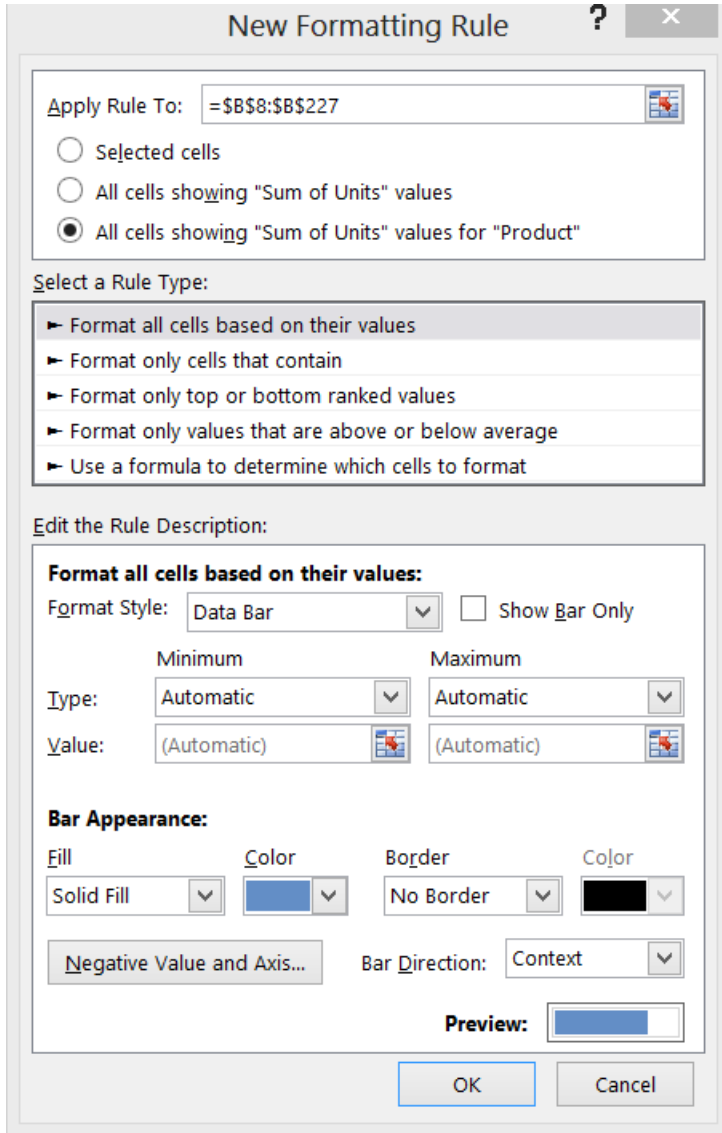 New Formatting Rule ? ×
Apply Rule To: =$B$8:$B$227
Selected cells
All cells showing "Sum of Units" values
All cells showing "Sum of Units" values for "Product"
Select a Rule Type:
► Format all cells based on their values
► Format only cells that contain
► Format only top or bottom ranked values
► Format only values that are above or below average
► Use a formula to determine which cells to format
Edit the Rule Description:
Format all cells based on their values:
Format Style: Data Bar Show Bar Only
Minimum Maximum
Type: Automatic Automatic
Value: (Automatic) (Automatic)
Bar Appearance:
Fill Color Border Color
Solid Fill No Border
Negative Value and Axis... Bar Direction: Context
Preview:
OK Cancel